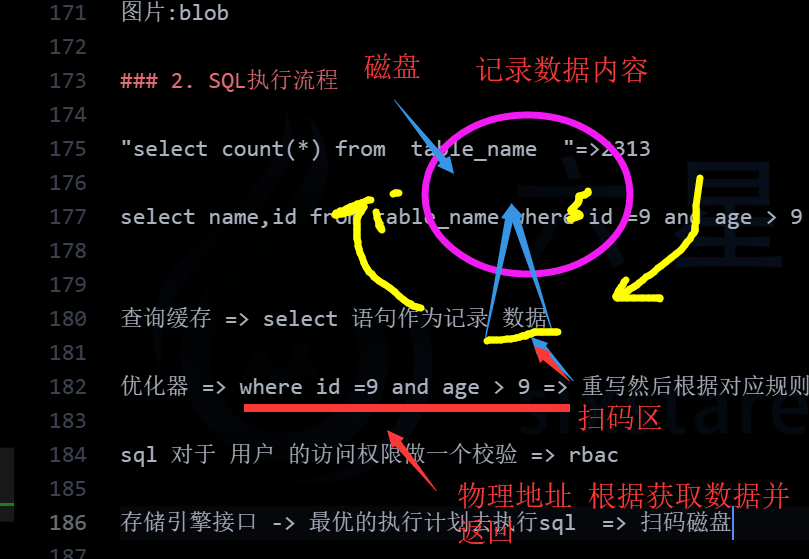 171 图片:blob
172
173 ### 2. SQL执行流程
磁盘 记录数据内容
174
175 "select count(*) from table_name "=>2313
176
177 select name,id from table_name where id =9 and age > 9
178
179
180 查询缓存 => select 语句作为记录 数据
181
182 优化器 => where id =9 and age > 9 => 重写然后根据对应规则
扫码区
183
184 sql 对于 用户 的访问权限做一个校验 => rbac
185
物理地址 根据获取数据并
返回
186 存储引擎接口 -> 最优的执行计划去执行sql => 扫码磁盘
187
六星